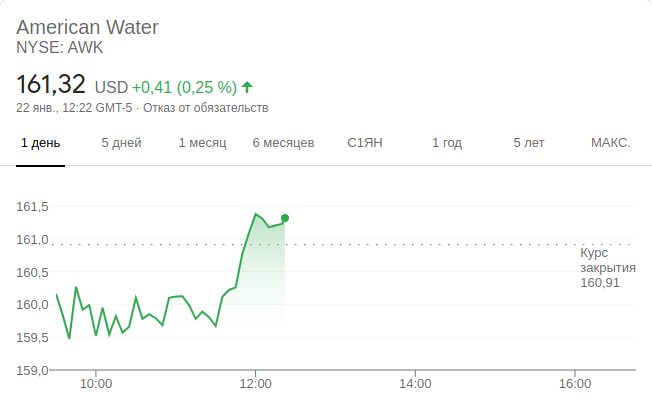 American Water
NYSE: AWK
161,32 USD +0,41 (0,25 %)
22 янв., 12:22 GMT-5 · Отказ от обязательств
1 день 5 дней 1 месяц 6 месяцев С1ЯН 1 год 5 лет МАКС.
161,5
161,0
Курс
закрытия
160,91
160,5
160,0
159,5
159,0
10:00 12:00 14:00 16:00